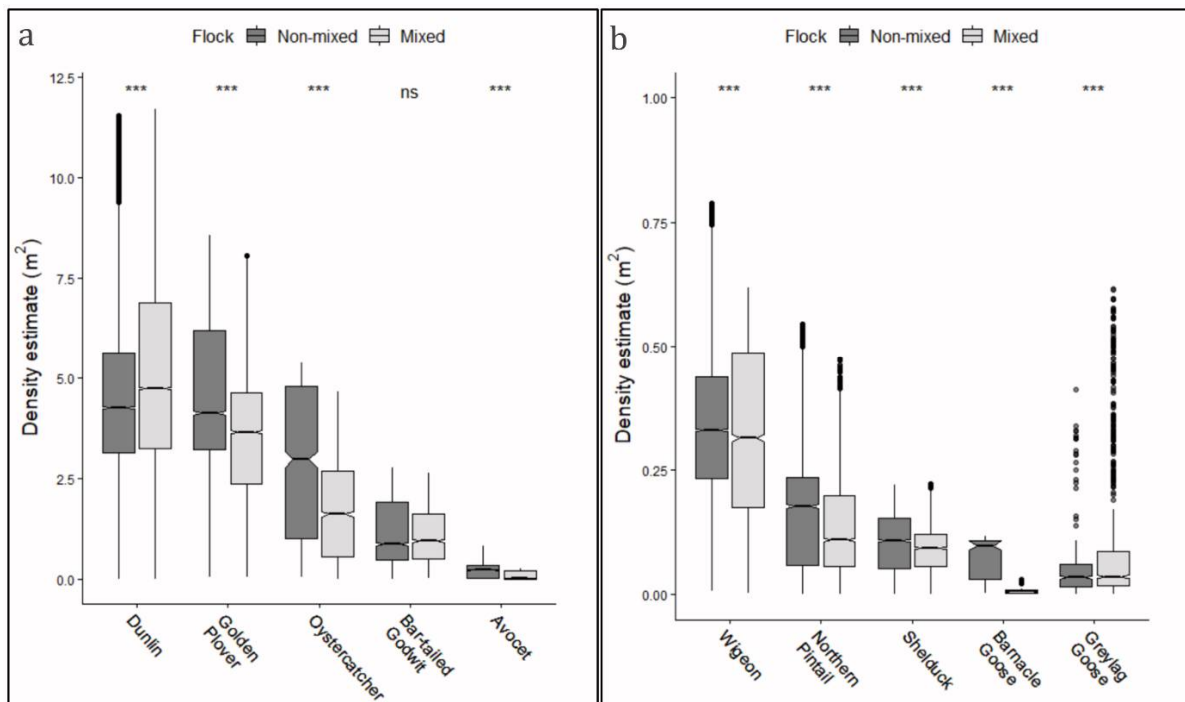 a
Flock Non-mixed Mixed
12.5
10.0
7.5
5.0
2.5
0.0
Density estimate (m²)
*** *** *** ns ***
Dunlin
Golden
Plover
Oystercatcher
Bar-tailed
Godwit
Avocet
b
Flock Non-mixed Mixed
1.00
0.75
0.50
0.25
0.00
Density estimate (m²)
*** *** *** *** ***
Wigeon
Northern
Pintail
Shelduck
Barnacle
Goose
Greylag
Goose